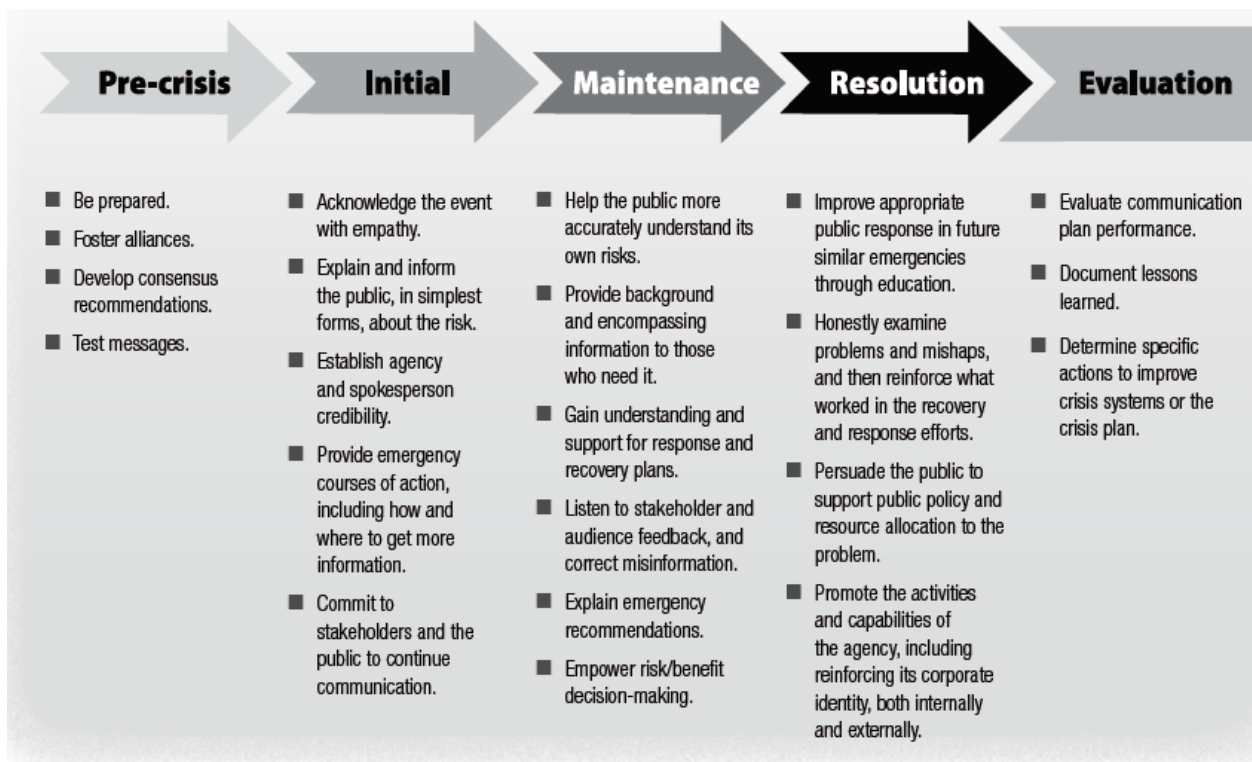 Pre-crisis
Initial
Maintenance
Resolution
Evaluation
Be prepared.
Foster alliances.
Develop consensus
recommendations.
Test messages.
Acknowledge the event
with empathy.
Explain and inform
the public, in simplest
forms, about the risk.
Establish agency
and spokesperson
credibility.
Provide emergency
courses of action,
including how and
where to get more
information.
Commit to
stakeholders and the
public to continue
communication.
Help the public more
accurately understand its
own risks.
Provide background
and encompassing
information to those
who need it.
Gain understanding and
support for response and
recovery plans.
Listen to stakeholder and
audience feedback, and
correct misinformation.
Explain emergency
recommendations.
Empower risk/benefit
decision-making.
Improve appropriate
public response in future
similar emergencies
through education.
Honestly examine
problems and mishaps,
and then reinforce what
worked in the recovery
and response efforts.
Persuade the public to
support public policy and
resource allocation to the
problem.
Promote the activities
and capabilities of
the agency, including
reinforcing its corporate
identity, both internally
and externally.
Evaluate communication
plan performance.
Document lessons
learned.
Determine specific
actions to improve
crisis systems or the
crisis plan.